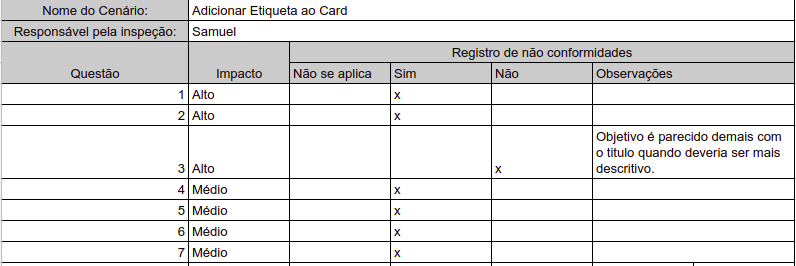 Nome do Cenário: Adicionar Etiqueta ao Card
Responsável pela inspeção: Samuel
Registro de não conformidades
Questão Impacto Não se aplica Sim Não Observações
1 Alto x
2 Alto x
Objetivo é parecido demais com
o titulo quando deveria ser mais
3 Alto x descritivo.
4 Médio x
5 Médio x
6 Médio x
7 Médio x